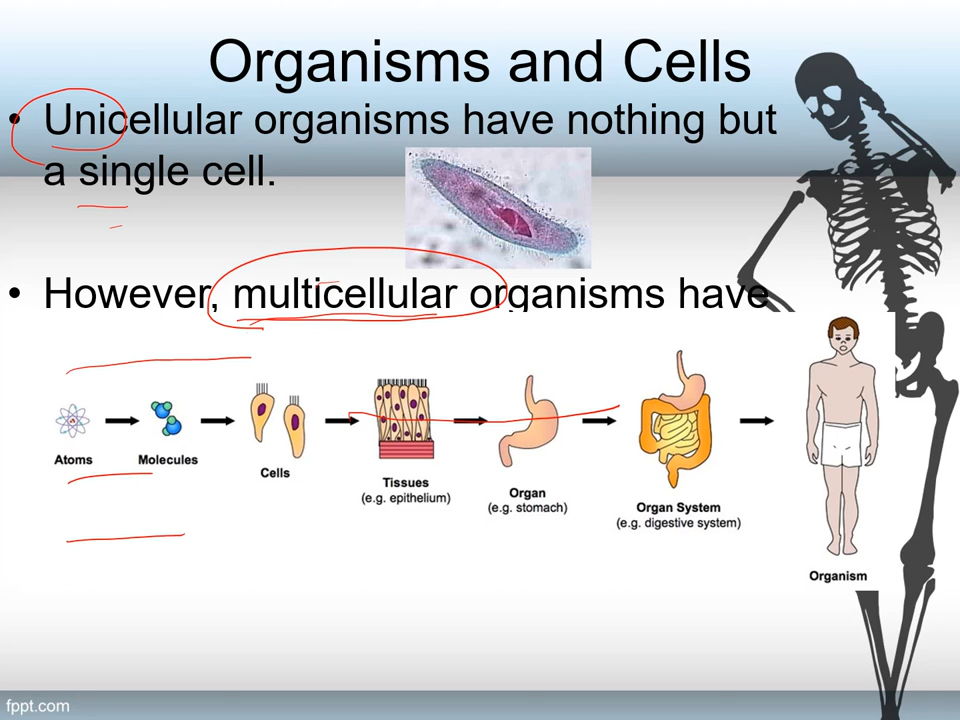 Organisms and Cells
• Unicellular organisms have nothing but
a single cell.
• However, multicellular organisms have
Atoms
Molecules
Cells
Tissues
(e.g. epithelium)
Organ
(e.g. stomach)
Organ System
(e.g. digestive system)
Organism
fppt.com